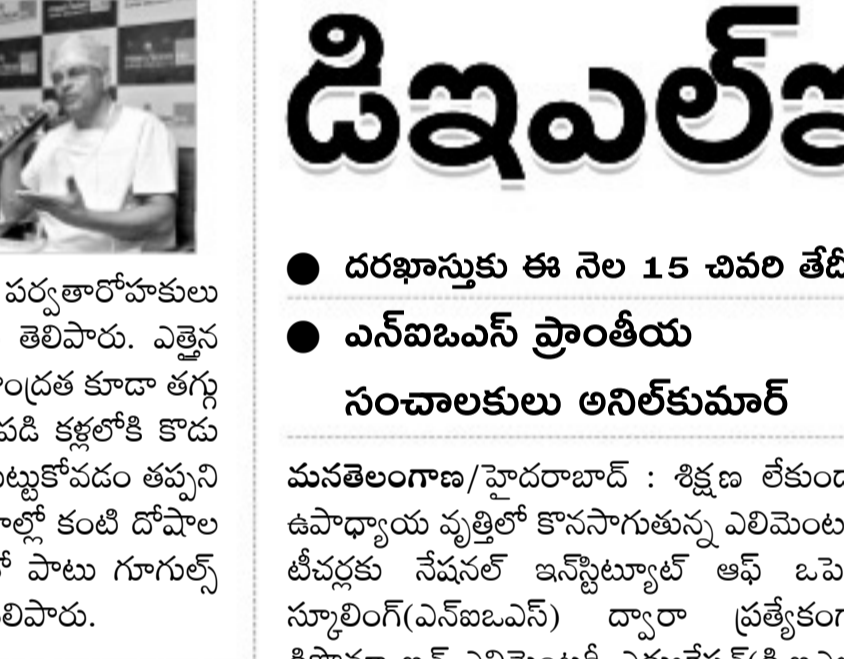 పర్వతారోహకులు
తెలిపారు. ఎత్తైన
కూడా తగ్గు
కళ్లలోకి కొడు
తప్పని
కంటి దోషాల
పాటు గూగుల్స్
డిఇఎల్
● దరఖాస్తుకు ఈ నెల 15 చివరి తేదీ
● ఎన్ఐఒఎస్ ప్రాంతీయ
సంచాలకులు అనిల్‌కుమార్
మనతెలంగాణ/హైదరాబాద్ : శిక్షణ
ఉపాధ్యాయ వృత్తిలో కొనసాగుతున్న
టీచర్లకు నేషనల్ ఇన్‌స్టిట్యూట్ ఆఫ్
స్కూలింగ్(ఎన్ఐఒఎస్) ద్వారా